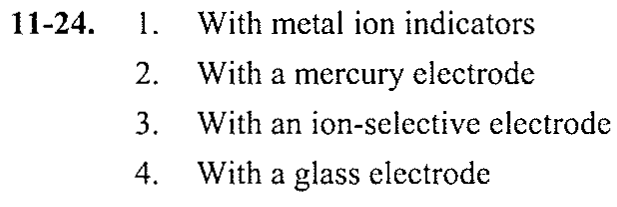 11-24. 1. With metal ion indicators
2. With a mercury electrode
3. With an ion-selective electrode
4. With a glass electrode